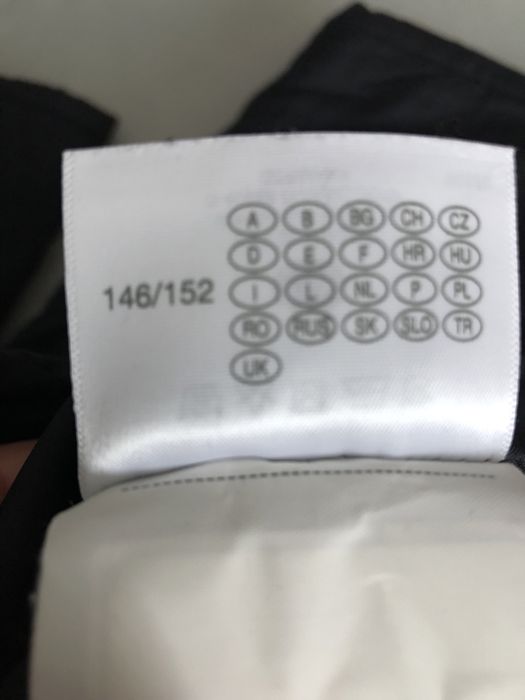 A B BG CH CZ
D E F HR HU
146/152 I L NL P PL
RO RUS SK SLO TR
UK